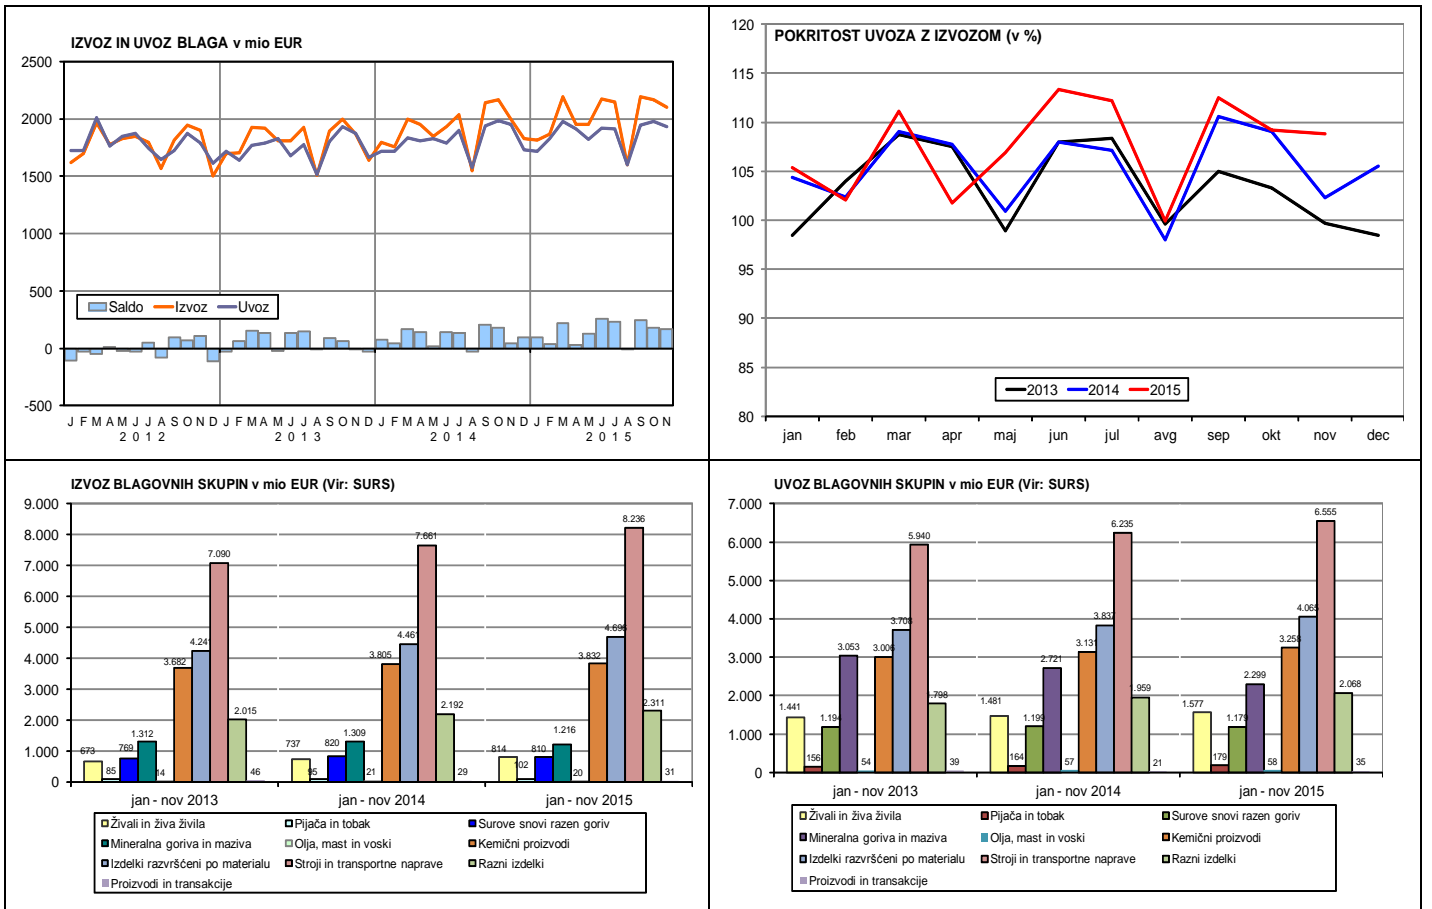 IZVOZ IN UVOZ BLAGA v mio EUR
2500
2000
1500
1000
500
0
-500
Saldo Izvoz Uvoz
J F M A M J J A S O N D J F M A M J J A S O N D J F M A M J J A S O N D J F M A M J J A S O N
2 0 1 2 2 0 1 3 2 0 1 4 2 0 1 5
POKRITOST UVOZA Z IZVOZOM (v %)
120
115
110
105
100
95
90
85
80
2013 2014 2015
jan feb mar apr maj jun jul avg sep okt nov dec
IZVOZ BLAGOVNIH SKUPIN v mio EUR (Vir: SURS)
9.000
8.000
7.000
6.000
5.000
4.000
3.000
2.000
1.000
0
673 85 769 1.312 14 3.682 4.241 7.090 2.015 46
737 95 820 1.309 21 3.805 4.461 7.661 2.192 29
814 102 810 1.216 20 3.832 4.695 8.236 2.311 31
jan - nov 2013 jan - nov 2014 jan - nov 2015
Živali in živa živila Pijača in tobak Surove snovi razen goriv
Mineralna goriva in maziva Olja, mast in voski Kemični proizvodi
Izdelki razvrščeni po materialu Stroji in transportne naprave Razni izdelki
Proizvodi in transakcije
UVOZ BLAGOVNIH SKUPIN v mio EUR (Vir: SURS)
7.000
6.000
5.000
4.000
3.000
2.000
1.000
0
1.441 156 1.194 3.053 54 3.006 3.708 5.940 1.798 39
1.481 164 1.199 2.721 57 3.131 3.837 6.235 1.959 21
1.577 179 1.179 2.299 58 3.258 4.065 6.555 2.068 35
jan - nov 2013 jan - nov 2014 jan - nov 2015
Živali in živa živila Pijača in tobak Surove snovi razen goriv
Mineralna goriva in maziva Olja, mast in voski Kemični proizvodi
Izdelki razvrščeni po materialu Stroji in transportne naprave Razni izdelki
Proizvodi in transakcije